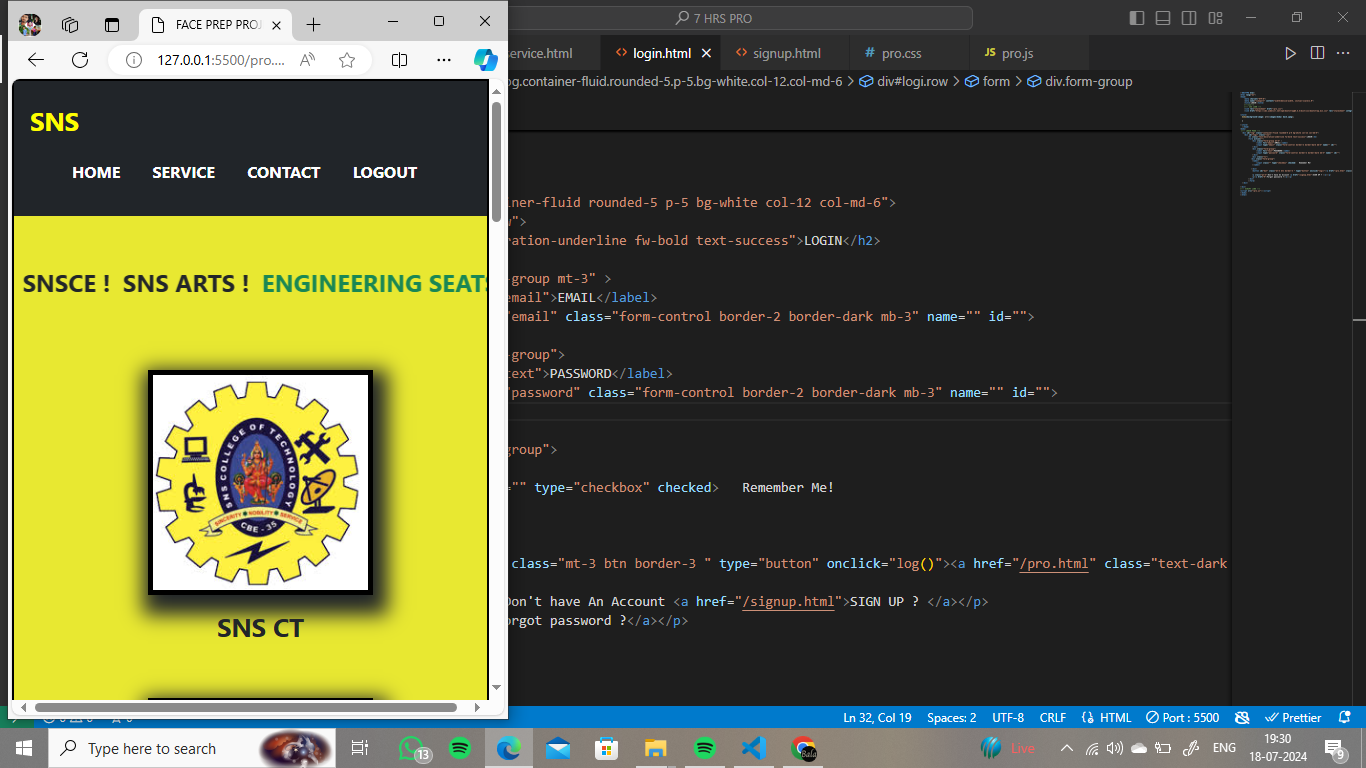 FACE PREP PROJ
127.0.0.1:5500/pro....
SNS
HOME SERVICE CONTACT LOGOUT
SNSCE ! SNS ARTS ! ENGINEERING SEATS
SNS COLLEGE OF TECHNOLOGY
SINCERITY NOBILITY SERVICE
CBE - 35
SNS CT
7 HRS PRO
service.html
login.html
signup.html
# pro.css
JS pro.js
og.container-fluid.rounded-5.p-5.bg-white.col-12.col-md-6 > div#logi.row > form > div.form-group
iner-fluid rounded-5 p-5 bg-white col-12 col-md-6">
w">
ration-underline fw-bold text-success">LOGIN</h2>
-group mt-3" >
email">EMAIL</label>
"email" class="form-control border-2 border-dark mb-3" name="" id="">
-group">
text">PASSWORD</label>
"password" class="form-control border-2 border-dark mb-3" name="" id="">
group">
="" type="checkbox" checked> Remember Me!
class="mt-3 btn border-3 " type="button" onclick="log()"><a href="/pro.html" class="text-dark
Don't have An Account <a href="/signup.html">SIGN UP ? </a></p>
orgot password ?</a></p>
Ln 32, Col 19 Spaces: 2 UTF-8 CRLF HTML Port : 5500 Prettier
Type here to search
13
Bala
Live
ENG
19:30
18-07-2024
9